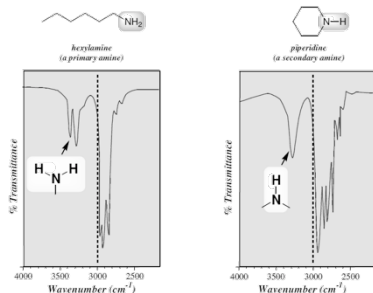 NH2
hexylamine
(a primary amine)
% Transmittance
H H
N
4000 3500 3000 2500
Wavenumber (cm-1)
N—H
piperidine
(a secondary amine)
% Transmittance
H
N
4000 3500 3000 2500
Wavenumber (cm-1)